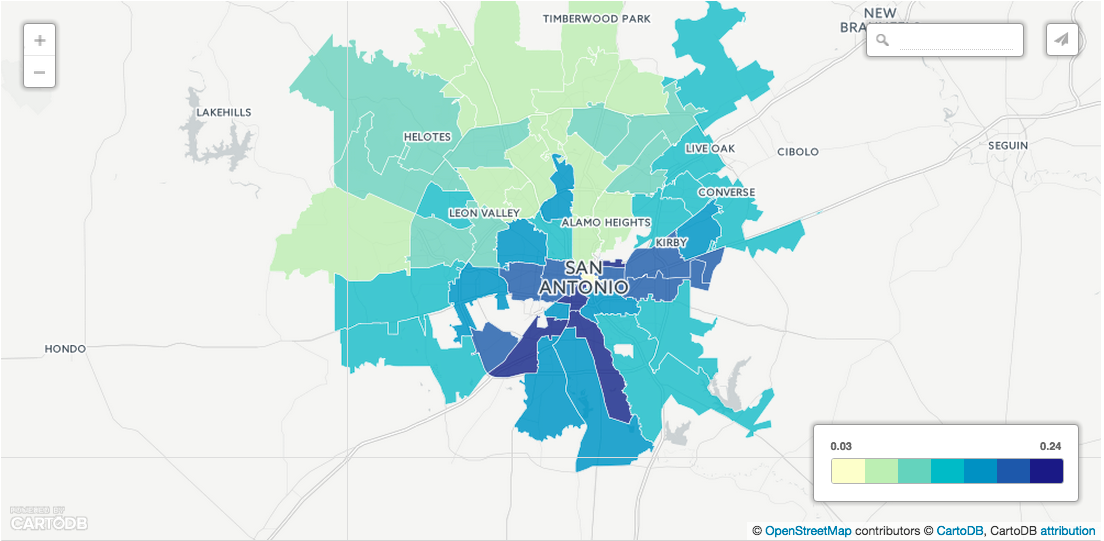 TIMBERWOOD PARK
NEW
+
−
LAKEHILLS
HELOTES
LIVE OAK
CIBOLO
SEGUIN
CONVERSE
LEON VALLEY
ALAMO HEIGHTS
KIRBY
SAN
ANTONIO
HONDO
0.03 0.24
POWERED BY
CARTODB
© OpenStreetMap contributors © CartoDB, CartoDB attribution